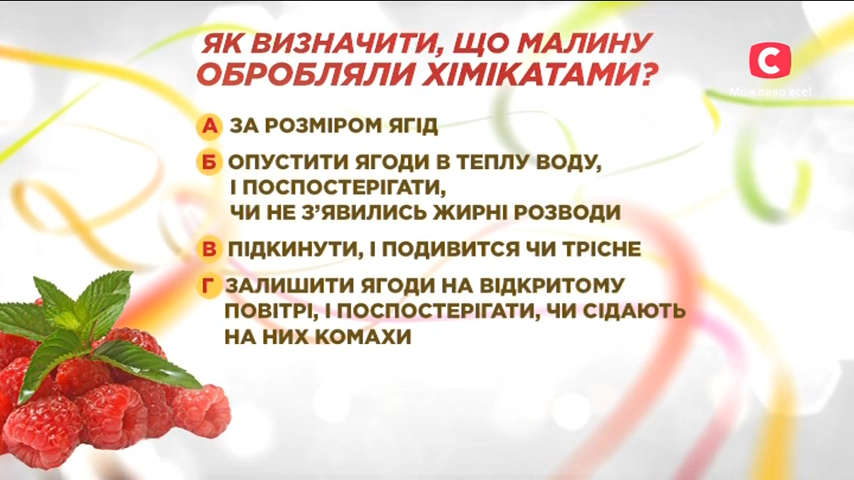 ЯК ВИЗНАЧИТИ, ЩО МАЛИНУ
ОБРОБЛЯЛИ ХІМІКАТАМИ?
С
Можливо все!
А ЗА РОЗМІРОМ ЯГІД
Б ОПУСТИТИ ЯГОДИ В ТЕПЛУ ВОДУ,
І ПОСПОСТЕРІГАТИ,
ЧИ НЕ З’ЯВИЛИСЬ ЖИРНІ РОЗВОДИ
В ПІДКИНУТИ, І ПОДИВИТСЯ ЧИ ТРІСНЕ
Г ЗАЛИШИТИ ЯГОДИ НА ВІДКРИТОМУ
ПОВІТРІ, І ПОСПОСТЕРІГАТИ, ЧИ СІДАЮТЬ
НА НИХ КОМАХИ